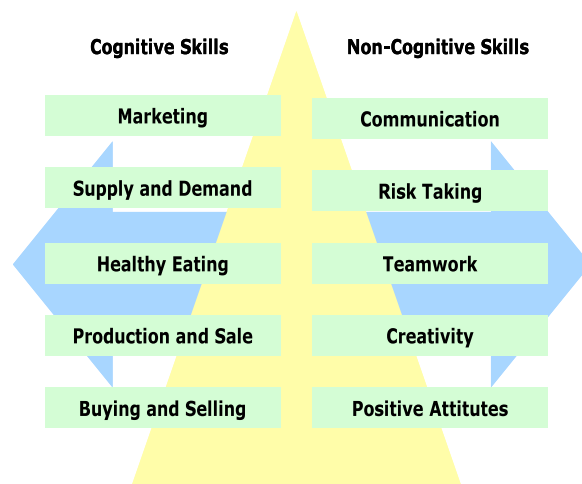 Cognitive Skills
Marketing
Supply and Demand
Healthy Eating
Production and Sale
Buying and Selling
Non-Cognitive Skills
Communication
Risk Taking
Teamwork
Creativity
Positive Attitutes